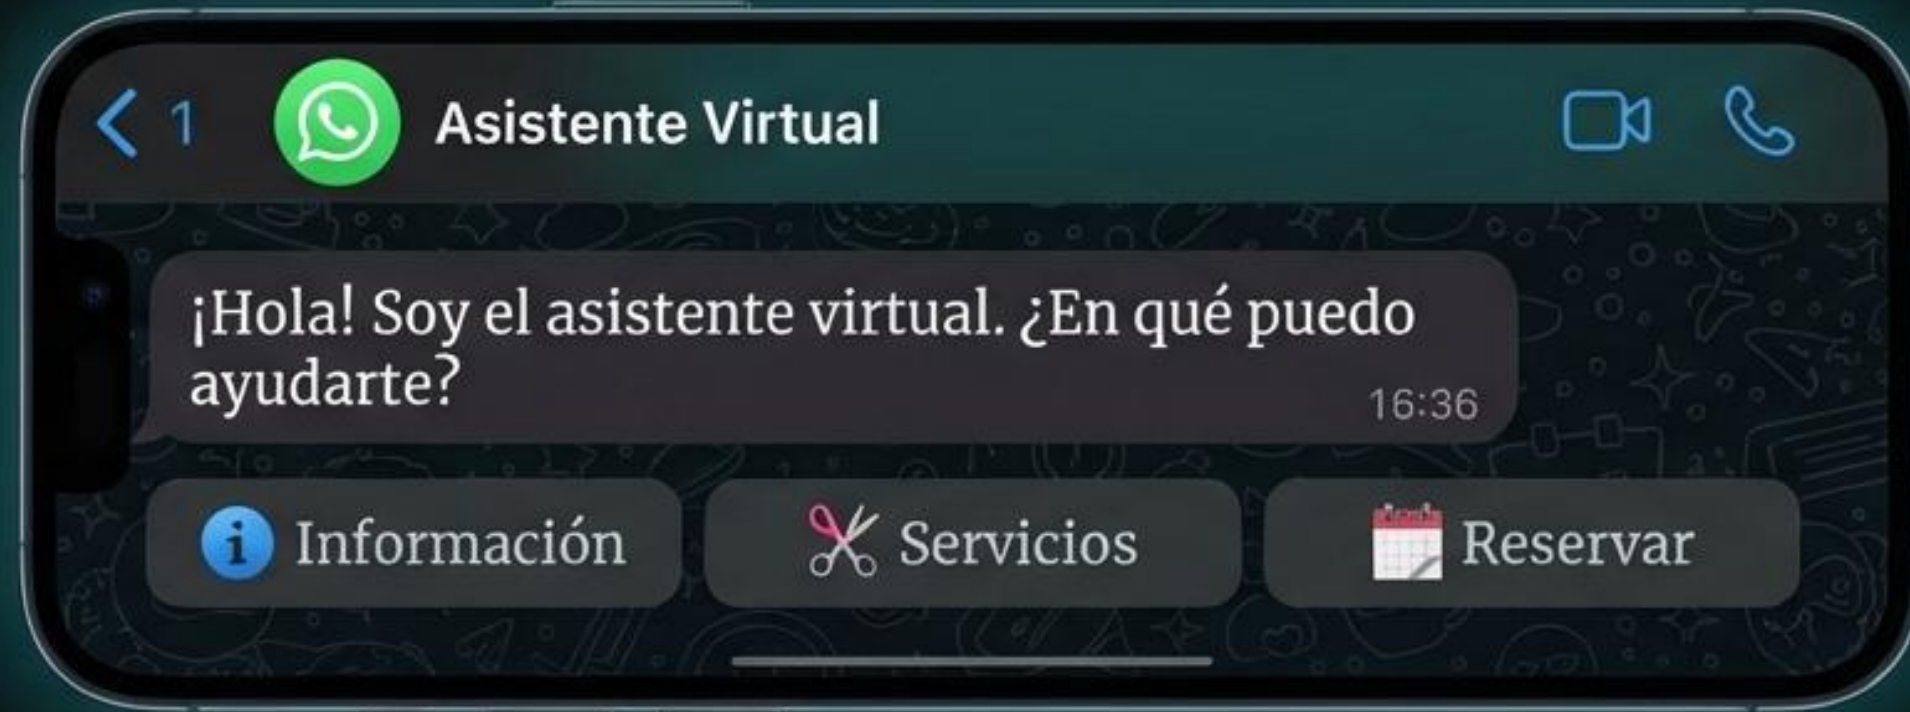 1
Asistente Virtual
¡Hola! Soy el asistente virtual. ¿En qué puedo
ayudarte?
16:36
Información
Servicios
Reservar